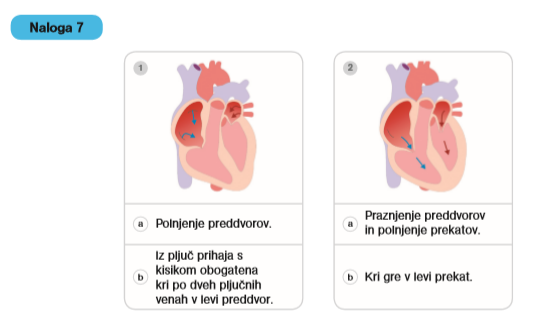 Naloga 7
1
a Polnjenje preddvorov.
b Iz pljuč prihaja s
kisikom obogatena
kri po dveh pljučnih
venah v levi preddvor.
2
a Praznjenje preddvorov
in polnjenje prekatov.
b Kri gre v levi prekat.